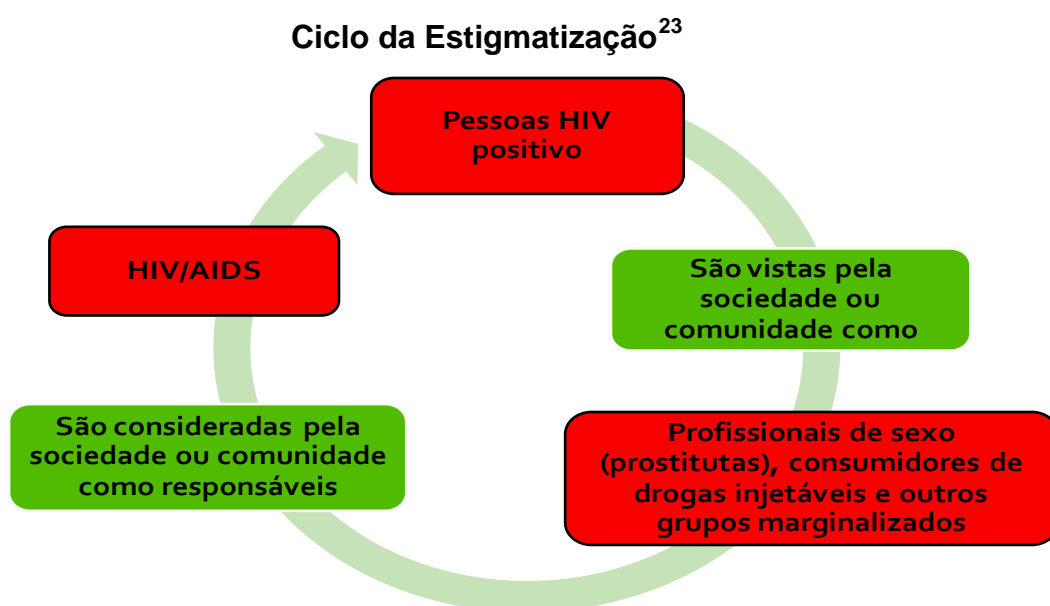 Ciclo da Estigmatização23
Pessoas HIV
positivo
São vistas pela
sociedade ou
comunidade como
Profissionais de sexo
(prostitutas), consumidores de
drogas injetáveis e outros
grupos marginalizados
São consideradas pela
sociedade ou comunidade
como responsáveis
HIV/AIDS